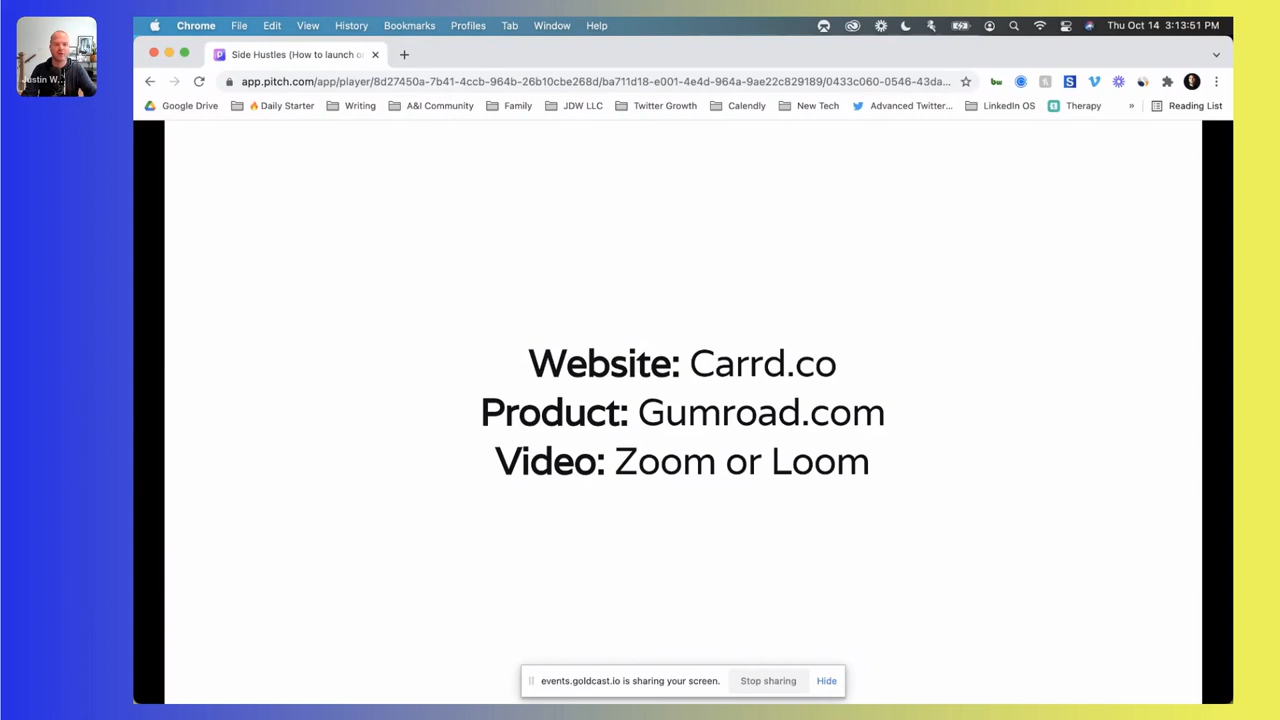 Chrome File Edit View History Bookmarks Profiles Tab Window Help Thu Oct 14 3:13:51 PM
Justin W...
Side Hustles (How to launch o
app.pitch.com/app/player/8d27450a-7b41-4ccb-964b-26b10cbe268d/ba711d18-e001-4e4d-964a-9ae22c829189/0433c060-0546-43da...
Google Drive 🔥Daily Starter Writing A&I Community Family JDW LLC Twitter Growth Calendly New Tech Advanced Twitter... LinkedIn OS Therapy » Reading List
Website: Carrd.co
Product: Gumroad.com
Video: Zoom or Loom
events.goldcast.io is sharing your screen. Stop sharing Hide